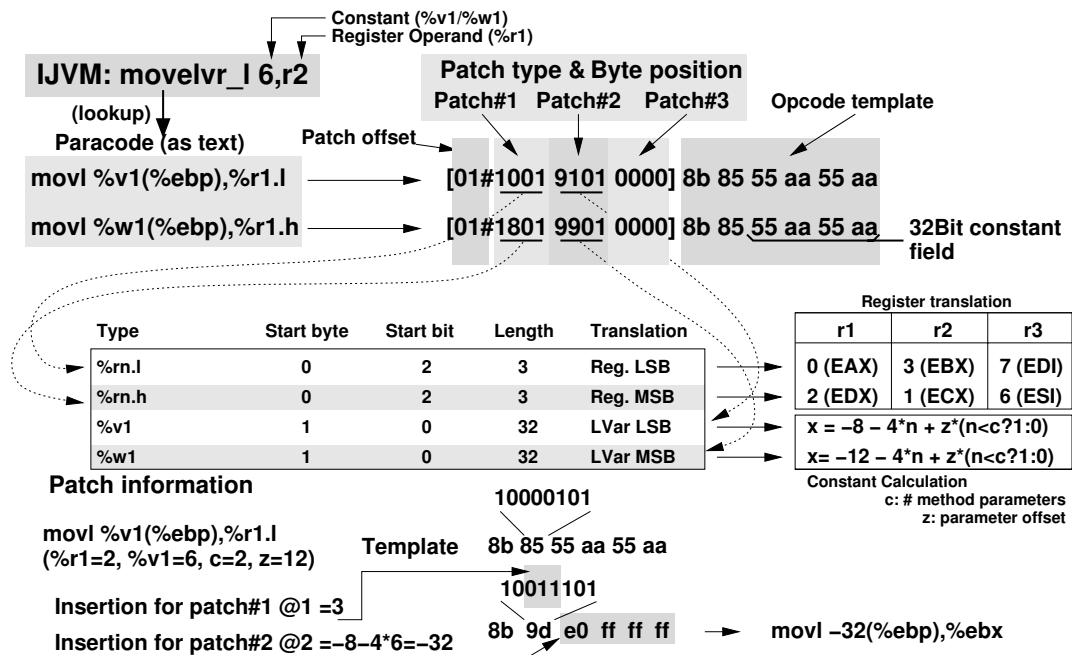 Constant (%v1/%w1)
Register Operand (%r1)
IJVM: movelvr_l 6,r2
(lookup)
Paracode (as text)
movl %v1(%ebp),%r1.l
movl %w1(%ebp),%r1.h
Patch type & Byte position
Patch#1 Patch#2 Patch#3
Opcode template
Patch offset
[01#1001 9101 0000] 8b 85 55 aa 55 aa
[01#1801 9901 0000] 8b 85 55 aa 55 aa
32Bit constant
field
Type Start byte Start bit Length Translation
%rn.l 0 2 3 Reg. LSB
%rn.h 0 2 3 Reg. MSB
%v1 1 0 32 LVar LSB
%w1 1 0 32 LVar MSB
Patch information
Register translation
r1 r2 r3
0 (EAX) 3 (EBX) 7 (EDI)
2 (EDX) 1 (ECX) 6 (ESI)
x = −8 − 4*n + z*(n<c?1:0)
x= −12 − 4*n + z*(n<c?1:0)
Constant Calculation
c: # method parameters
z: parameter offset
movl %v1(%ebp),%r1.l
(%r1=2, %v1=6, c=2, z=12)
10000101
Template 8b 85 55 aa 55 aa
10011101
Insertion for patch#1 @1 =3
Insertion for patch#2 @2 =−8−4*6=−32
8b 9d e0 ff ff ff
movl −32(%ebp),%ebx